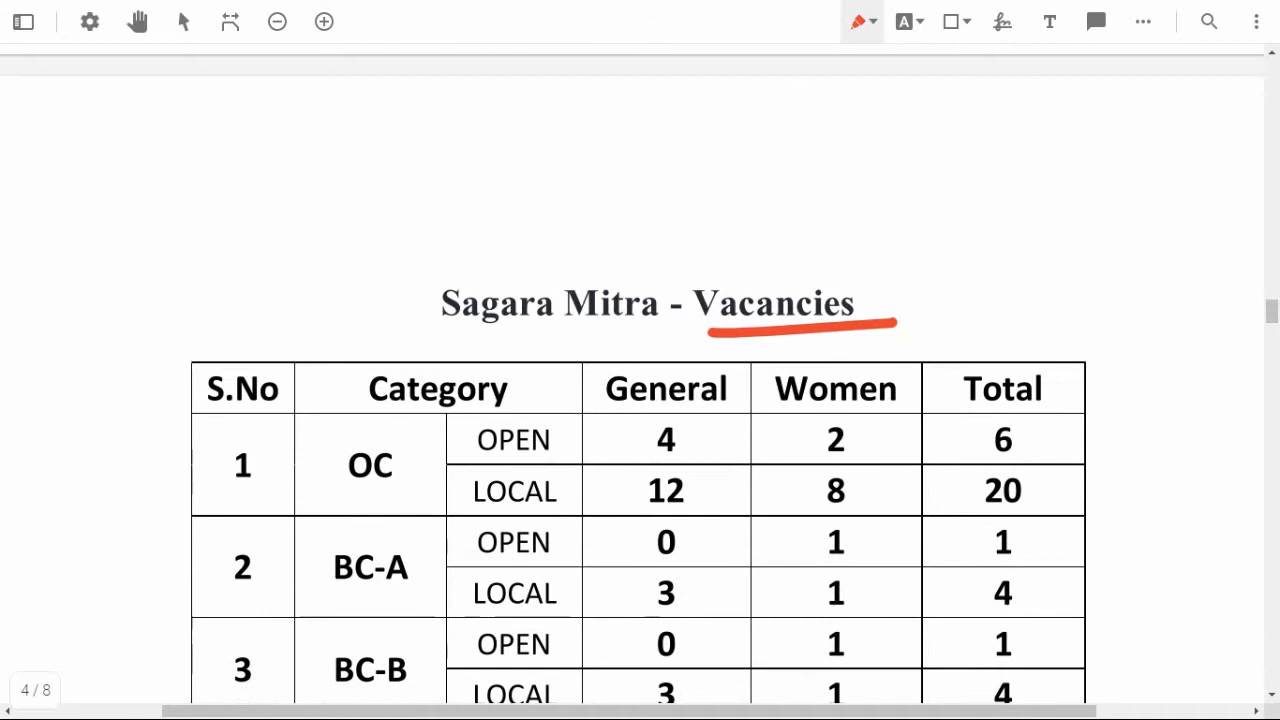 Sagara Mitra - Vacancies
S.No Category General Women Total
1 OC OPEN 4 2 6
LOCAL 12 8 20
2 BC-A OPEN 0 1 1
LOCAL 3 1 4
3 BC-B OPEN 0 1 1
LOCAL 3 1 4
4 / 8